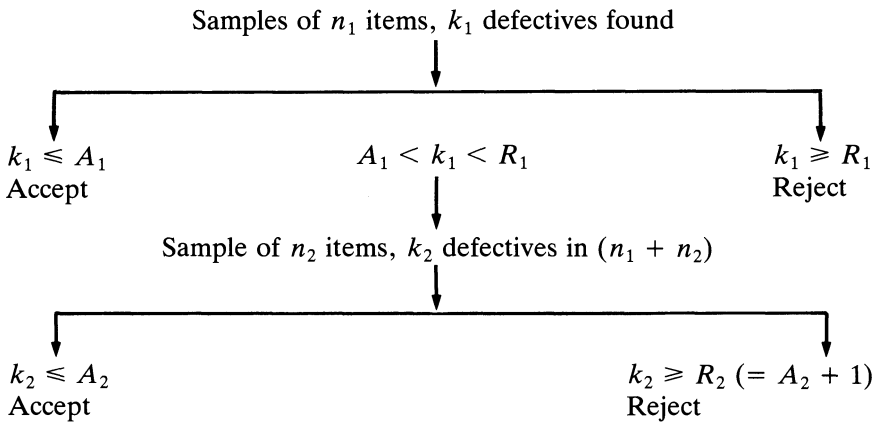 Samples of n₁ items, k₁ defectives found
k₁ ⩽ A₁
Accept
A₁ < k₁ < R₁
k₁ ⩾ R₁
Reject
Sample of n₂ items, k₂ defectives in (n₁ + n₂)
k₂ ⩽ A₂
Accept
k₂ ⩾ R₂ (= A₂ + 1)
Reject